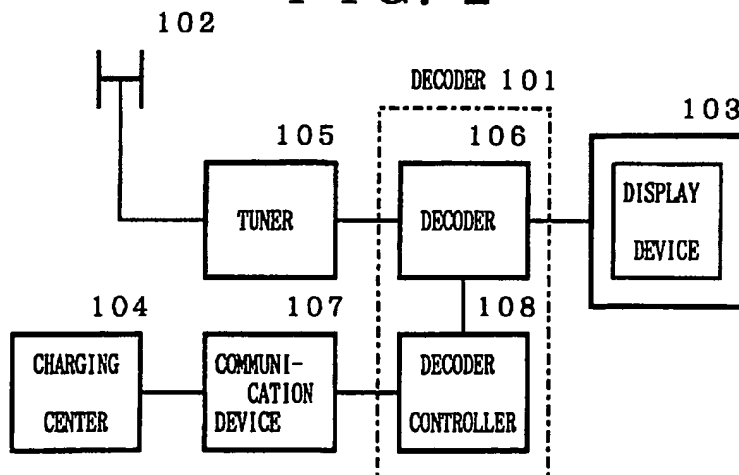 102
DECODER 101
103
105
106
TUNER
DECODER
DISPLAY
DEVICE
104
107
108
CHARGING
CENTER
COMMUNI-
CATION
DEVICE
DECODER
CONTROLLER